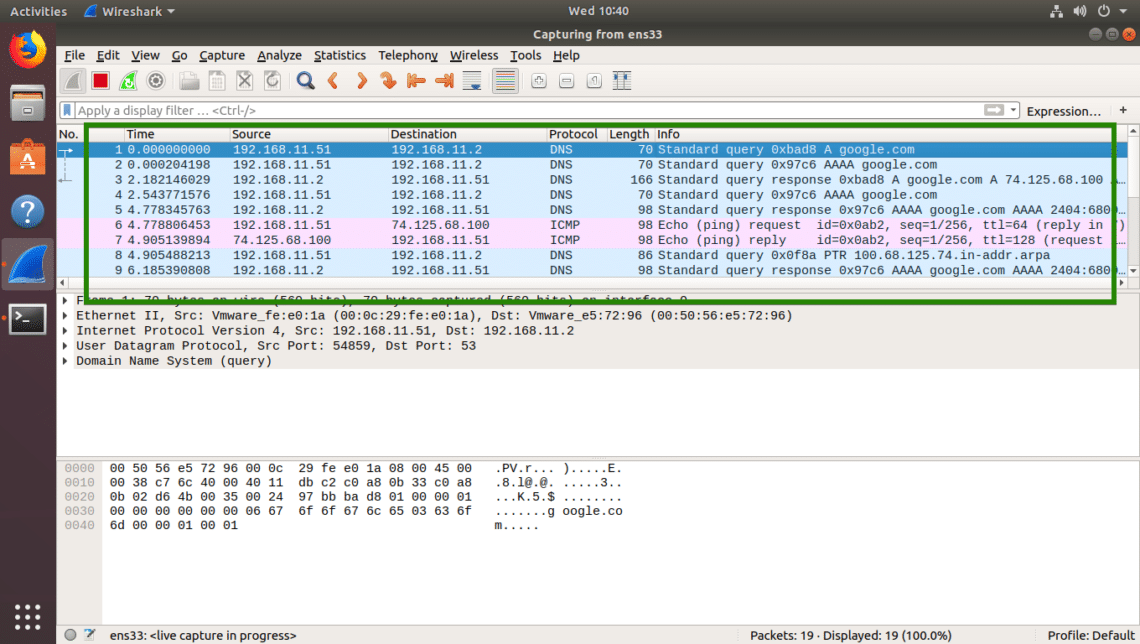 Activities Wireshark Wed 10:40
Capturing from ens33
File Edit View Go Capture Analyze Statistics Telephony Wireless Tools Help
Apply a display filter … <Ctrl-/> Expression… +
No. Time Source Destination Protocol Length Info
1 0.000000000 192.168.11.51 192.168.11.2 DNS 70 Standard query 0xbad8 A google.com
2 0.000204198 192.168.11.51 192.168.11.2 DNS 70 Standard query 0x97c6 AAAA google.com
3 2.182146029 192.168.11.2 192.168.11.51 DNS 166 Standard query response 0xbad8 A google.com A 74.125.68.100
4 2.543771576 192.168.11.51 192.168.11.2 DNS 70 Standard query 0x97c6 AAAA google.com
5 4.778345763 192.168.11.2 192.168.11.51 DNS 98 Standard query response 0x97c6 AAAA google.com AAAA 2404:6800…
6 4.778806453 192.168.11.51 74.125.68.100 ICMP 98 Echo (ping) request id=0x0ab2, seq=1/256, ttl=64 (reply in 7)
7 4.905139894 74.125.68.100 192.168.11.51 ICMP 98 Echo (ping) reply id=0x0ab2, seq=1/256, ttl=128 (request
8 4.905488213 192.168.11.51 192.168.11.2 DNS 86 Standard query 0x0f8a PTR 100.68.125.74.in-addr.arpa
9 6.185390808 192.168.11.2 192.168.11.51 DNS 98 Standard query response 0x97c6 AAAA google.com AAAA 2404:6800…
Frame 1: 70 bytes on wire (560 bits), 70 bytes captured (560 bits) on interface 0
Ethernet II, Src: Vmware_fe:e0:1a (00:0c:29:fe:e0:1a), Dst: Vmware_e5:72:96 (00:50:56:e5:72:96)
Internet Protocol Version 4, Src: 192.168.11.51, Dst: 192.168.11.2
User Datagram Protocol, Src Port: 54859, Dst Port: 53
Domain Name System (query)
0000 00 50 56 e5 72 96 00 0c 29 fe e0 1a 08 00 45 00 .PV.r... ).....E.
0010 00 38 c7 6c 40 00 40 11 db c2 c0 a8 0b 33 c0 a8 .8.l@.@. .....3..
0020 0b 02 d6 4b 00 35 00 24 97 bb ba d8 01 00 00 01 ...K.5.$ ........
0030 00 00 00 00 00 00 06 67 6f 6f 67 6c 65 03 63 6f .......g oogle.co
0040 6d 00 00 01 00 01 m.....
ens33: <live capture in progress> Packets: 19 · Displayed: 19 (100.0%) Profile: Default